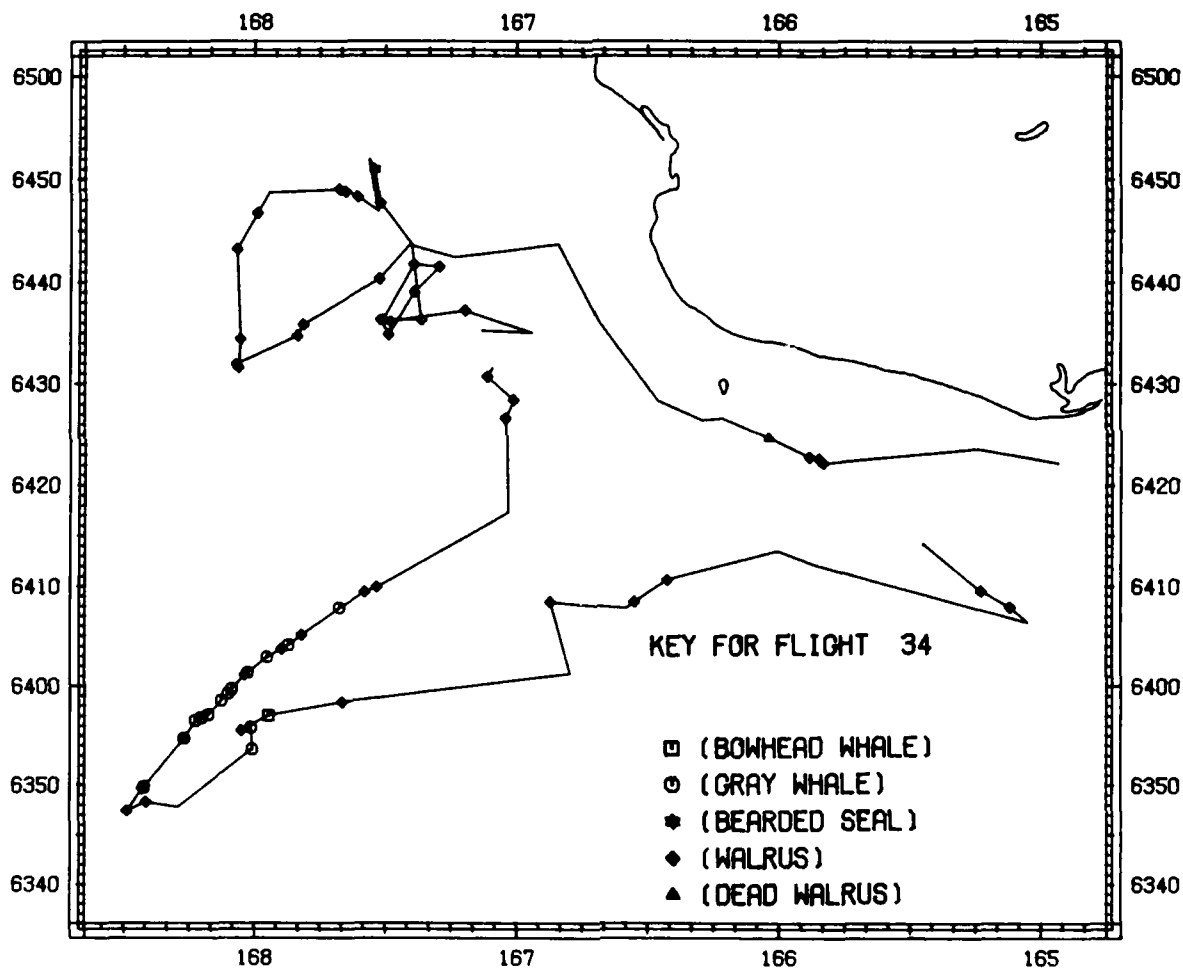 168 167 166 165
6500 6500
6450 6450
6440 6440
6430 6430
6420 6420
6410 6410
KEY FOR FLIGHT 34
6400 6400
(BOWHEAD WHALE)
6350 (GRAY WHALE) 6350
(BEARDED SEAL)
(WALRUS)
6340 (DEAD WALRUS) 6340
168 167 166 165